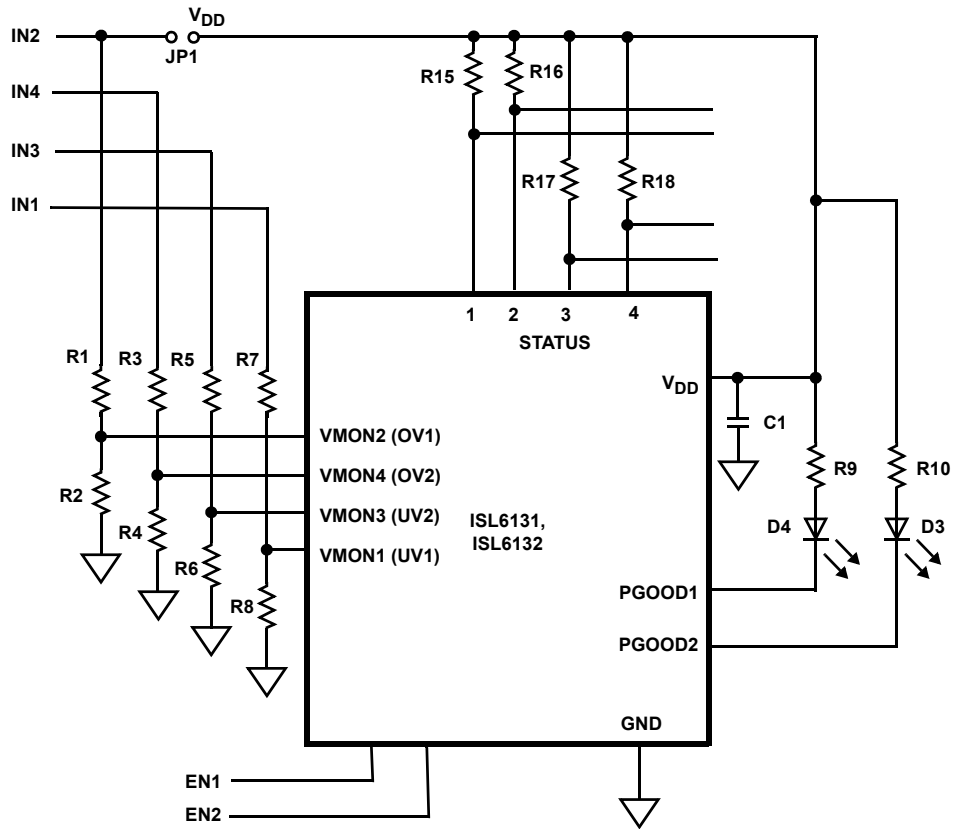 V_DD
IN2
JP1
R15
R16
IN4
IN3
R17
R18
IN1
1 2 3 4
STATUS
R1 R3 R5 R7
V_DD
C1
VMON2 (OV1)
R9 R10
VMON4 (OV2)
R2
R4
VMON3 (UV2)
ISL6131,
ISL6132
D4 D3
VMON1 (UV1)
R6
R8
PGOOD1
PGOOD2
GND
EN1
EN2